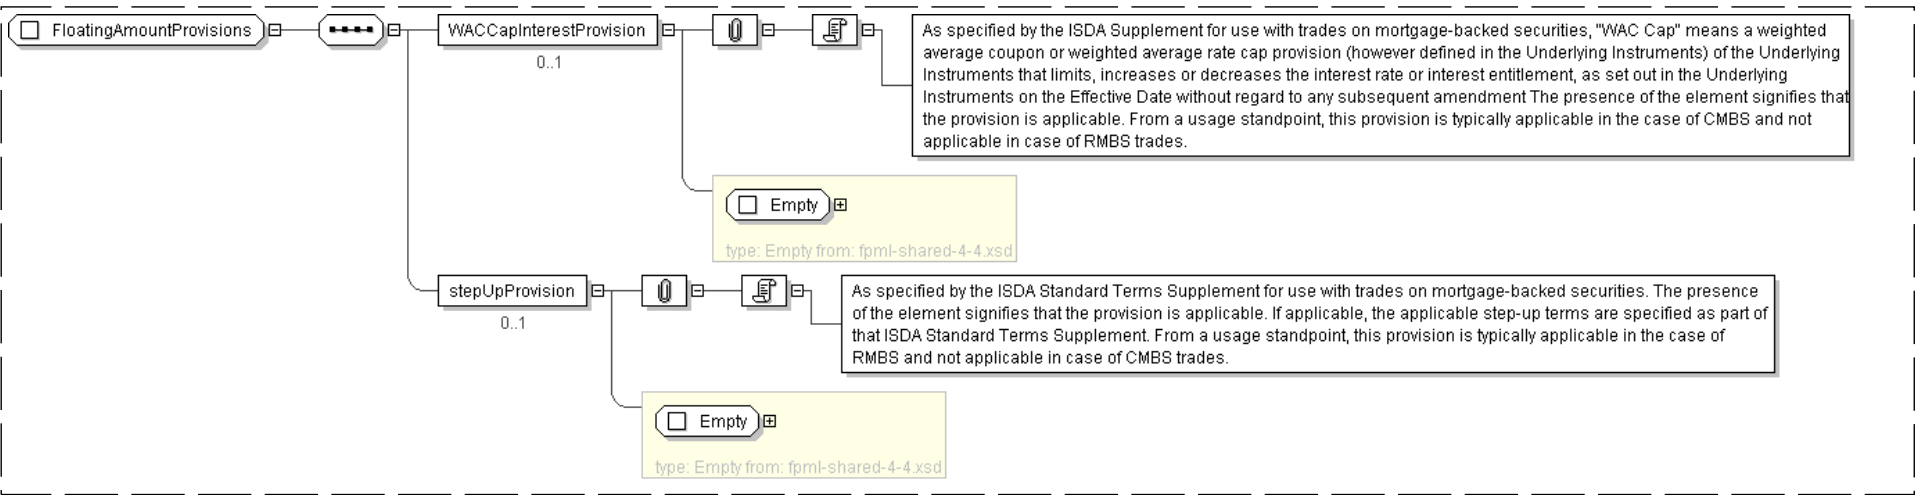 FloatingAmountProvisions
WACCapInterestProvision
0..1
As specified by the ISDA Supplement for use with trades on mortgage-backed securities, "WAC Cap" means a weighted
average coupon or weighted average rate cap provision (however defined in the Underlying Instruments) of the Underlying
Instruments that limits, increases or decreases the interest rate or interest entitlement, as set out in the Underlying
Instruments on the Effective Date without regard to any subsequent amendment The presence of the element signifies that
the provision is applicable. From a usage standpoint, this provision is typically applicable in the case of CMBS and not
applicable in case of RMBS trades.
Empty
type: Empty from: fpml-shared-4-4.xsd
stepUpProvision
0..1
As specified by the ISDA Standard Terms Supplement for use with trades on mortgage-backed securities. The presence
of the element signifies that the provision is applicable. If applicable, the applicable step-up terms are specified as part of
that ISDA Standard Terms Supplement. From a usage standpoint, this provision is typically applicable in the case of
RMBS and not applicable in case of CMBS trades.
Empty
type: Empty from: fpml-shared-4-4.xsd